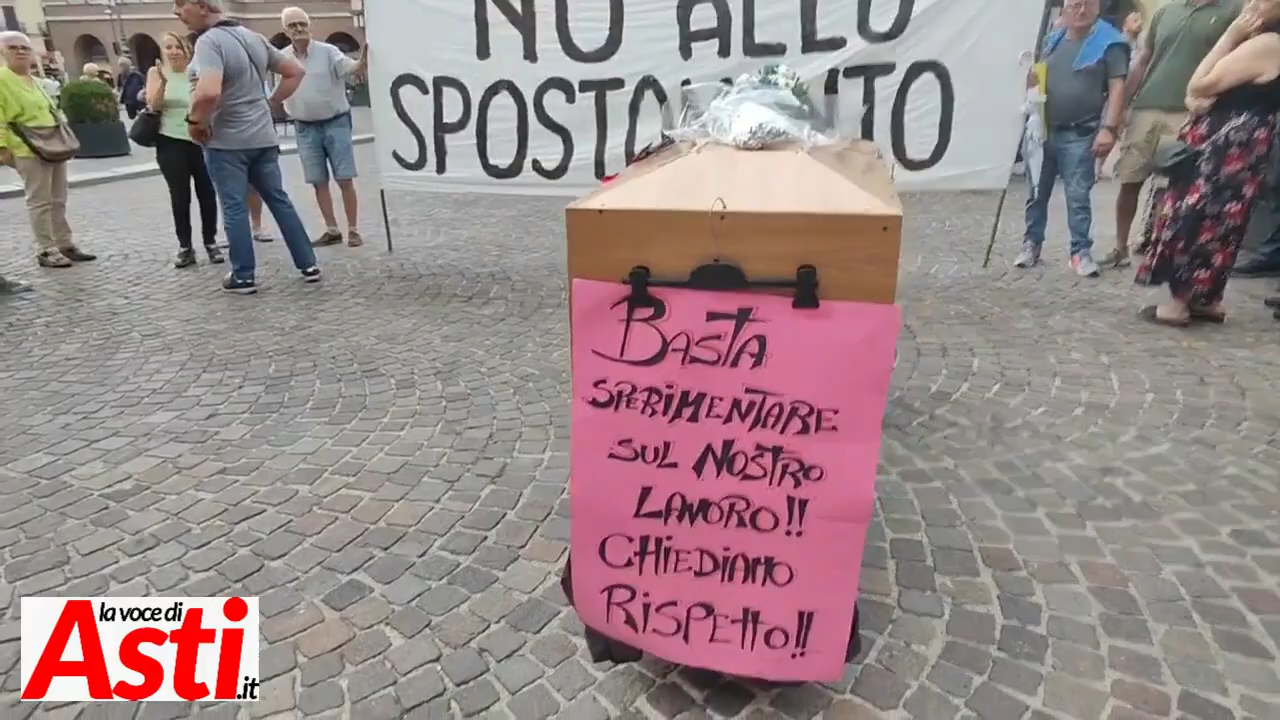 NO ALLO
SPOSTA TO
BASTA
SPERIMENTARE
SUL NOSTRO
LAVORO!!
CHIEDIAMO
RISPETTO!!
la voce di
Asti.it